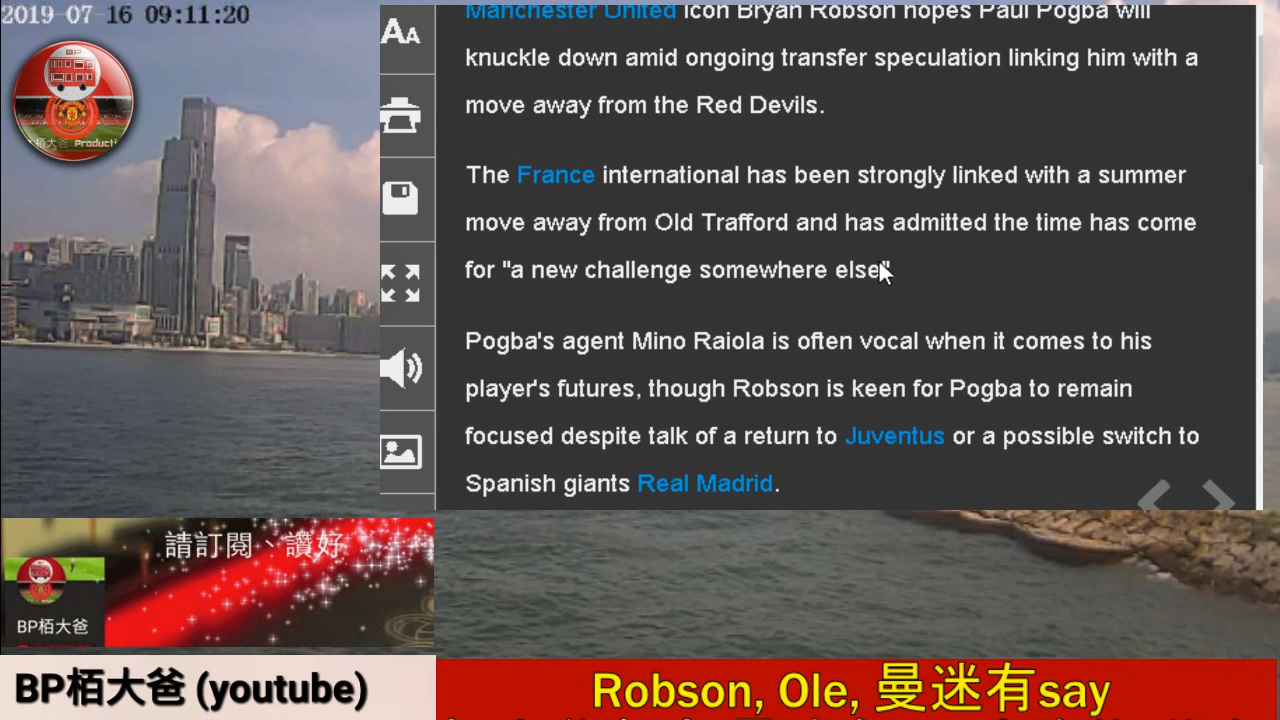 2019-07-16 09:11:20
BP
栢大爸 Producti
Manchester United icon Bryan Robson hopes Paul Pogba will
knuckle down amid ongoing transfer speculation linking him with a
move away from the Red Devils.
The France international has been strongly linked with a summer
move away from Old Trafford and has admitted the time has come
for "a new challenge somewhere else"
Pogba's agent Mino Raiola is often vocal when it comes to his
player's futures, though Robson is keen for Pogba to remain
focused despite talk of a return to Juventus or a possible switch to
Spanish giants Real Madrid.
AA
請訂閱、讚好
BP栢大爸
BP栢大爸 (youtube)
Robson, Ole, 曼迷有say